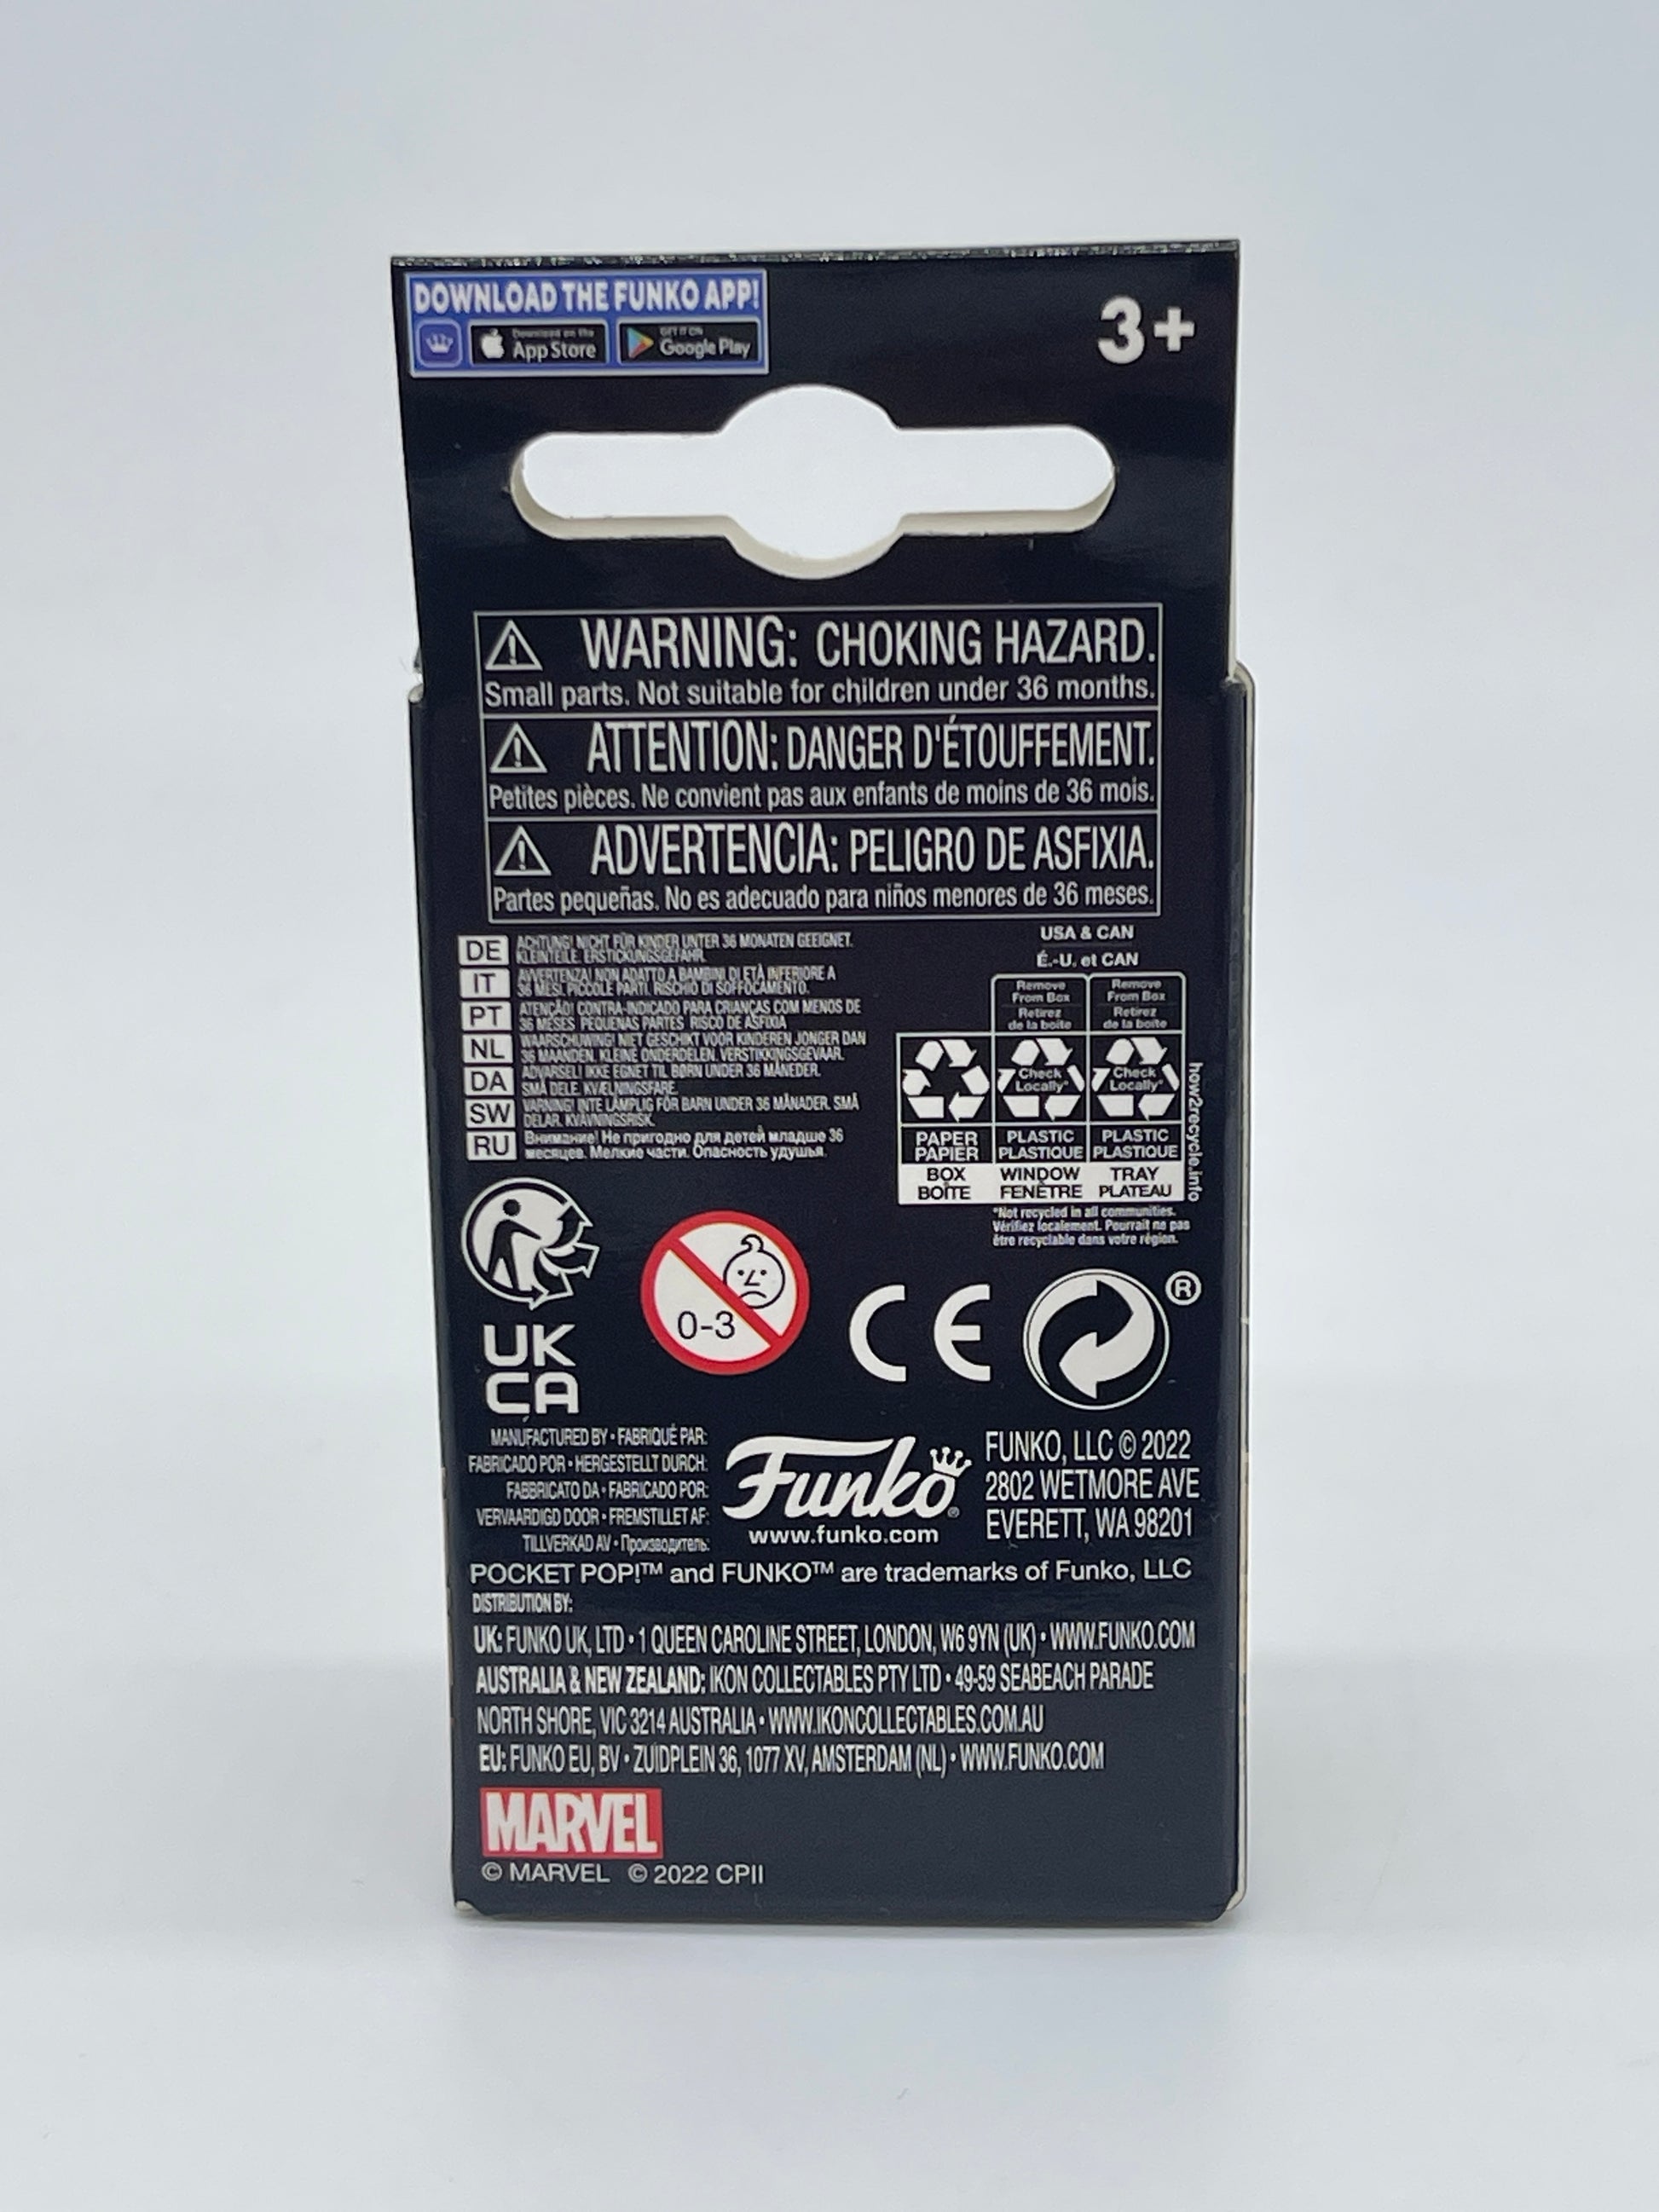 DOWNLOAD THE FUNKO APP!
Download on the
App Store
GET IT ON
Google Play
3+
WARNING: CHOKING HAZARD.
Small parts. Not suitable for children under 36 months.
ATTENTION: DANGER D'ÉTOUFFEMENT.
Petites pièces. Ne convient pas aux enfants de moins de 36 mois.
ADVERTENCIA: PELIGRO DE ASFIXIA.
Partes pequeñas. No es adecuado para niños menores de 36 meses.
DE ACHTUNG! NICHT FÜR KINDER UNTER 36 MONATEN GEEIGNET.
KLEINTEILE. ERSTICKUNGSGEFAHR.
IT AVVERTENZA! NON ADATTO A BAMBINI DI ETÀ INFERIORE A
36 MESI. PICCOLE PARTI. RISCHIO DI SOFFOCAMENTO.
PT ATENÇÃO! CONTRA-INDICADO PARA CRIANÇAS COM MENOS DE
36 MESES PEQUENAS PARTES RISCO DE ASFIXIA
NL WAARSCHUWING! NIET GESCHIKT VOOR KINDEREN JONGER DAN
36 MAANDEN. KLEINE ONDERDELEN. VERSTIKKINGSGEVAAR.
DA ADVARSEL! IKKE EGNET TIL BØRN UNDER 36 MÅNEDER.
SMÅ DELE. KVÆLNINGSFARE.
SW VARNING! INTE LÄMPLIG FÖR BARN UNDER 36 MÅNADER. SMÅ
DELAR. KVÄVNINGSRISK.
RU Внимание! Не пригодно для детей младше 36
месяцев. Мелкие части. Опасность удушья.
USA & CAN
É.-U. et CAN
Remove
From Box
Retirez
de la boîte
Remove
From Box
Retirez
de la boîte
Check
Locally*
Check
Locally*
PAPER
PAPIER
PLASTIC
PLASTIQUE
PLASTIC
PLASTIQUE
BOX
BOÎTE
WINDOW
FENÊTRE
TRAY
PLATEAU
how2recycle.info
*Not recycled in all communities.
Vérifiez localement. Pourrait ne pas
être recyclable dans votre région.
UK
CA
0-3
CE
®
MANUFACTURED BY • FABRIQUÉ PAR:
FABRICADO POR • HERGESTELLT DURCH:
FABBRICATO DA • FABRICADO POR:
VERVAARDIGD DOOR • FREMSTILLET AF:
TILLVERKAD AV • Производитель:
Funko®
www.funko.com
FUNKO, LLC © 2022
2802 WETMORE AVE
EVERETT, WA 98201
POCKET POP!™ and FUNKO™ are trademarks of Funko, LLC
DISTRIBUTION BY:
UK: FUNKO UK, LTD • 1 QUEEN CAROLINE STREET, LONDON, W6 9YN (UK) • WWW.FUNKO.COM
AUSTRALIA & NEW ZEALAND: IKON COLLECTABLES PTY LTD • 49-59 SEABEACH PARADE
NORTH SHORE, VIC 3214 AUSTRALIA • WWW.IKONCOLLECTABLES.COM.AU
EU: FUNKO EU, BV • ZUIDPLEIN 36, 1077 XV, AMSTERDAM (NL) • WWW.FUNKO.COM
MARVEL
© MARVEL © 2022 CPII